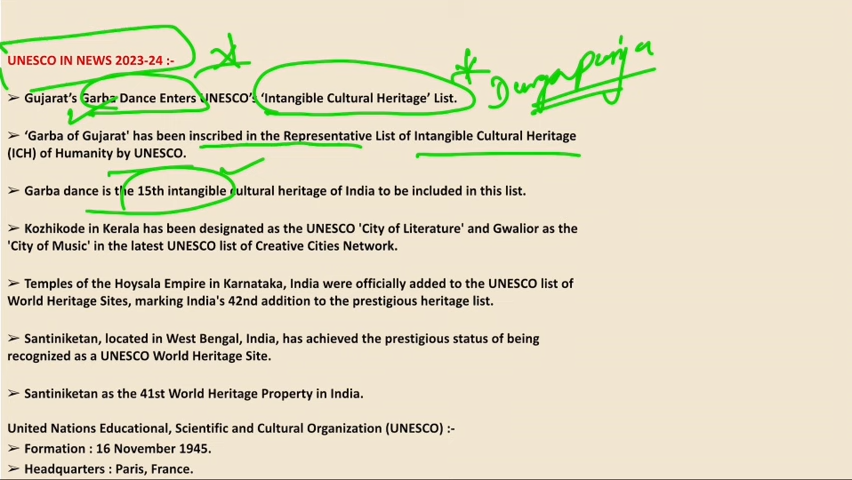 UNESCO IN NEWS 2023-24 :-
Durga puja
➢ Gujarat's Garba Dance Enters UNESCO's 'Intangible Cultural Heritage' List.
➢ 'Garba of Gujarat' has been inscribed in the Representative List of Intangible Cultural Heritage
(ICH) of Humanity by UNESCO.
➢ Garba dance is the 15th intangible cultural heritage of India to be included in this list.
➢ Kozhikode in Kerala has been designated as the UNESCO 'City of Literature' and Gwalior as the
'City of Music' in the latest UNESCO list of Creative Cities Network.
➢ Temples of the Hoysala Empire in Karnataka, India were officially added to the UNESCO list of
World Heritage Sites, marking India's 42nd addition to the prestigious heritage list.
➢ Santiniketan, located in West Bengal, India, has achieved the prestigious status of being
recognized as a UNESCO World Heritage Site.
➢ Santiniketan as the 41st World Heritage Property in India.
United Nations Educational, Scientific and Cultural Organization (UNESCO) :-
➢ Formation : 16 November 1945.
➢ Headquarters : Paris, France.